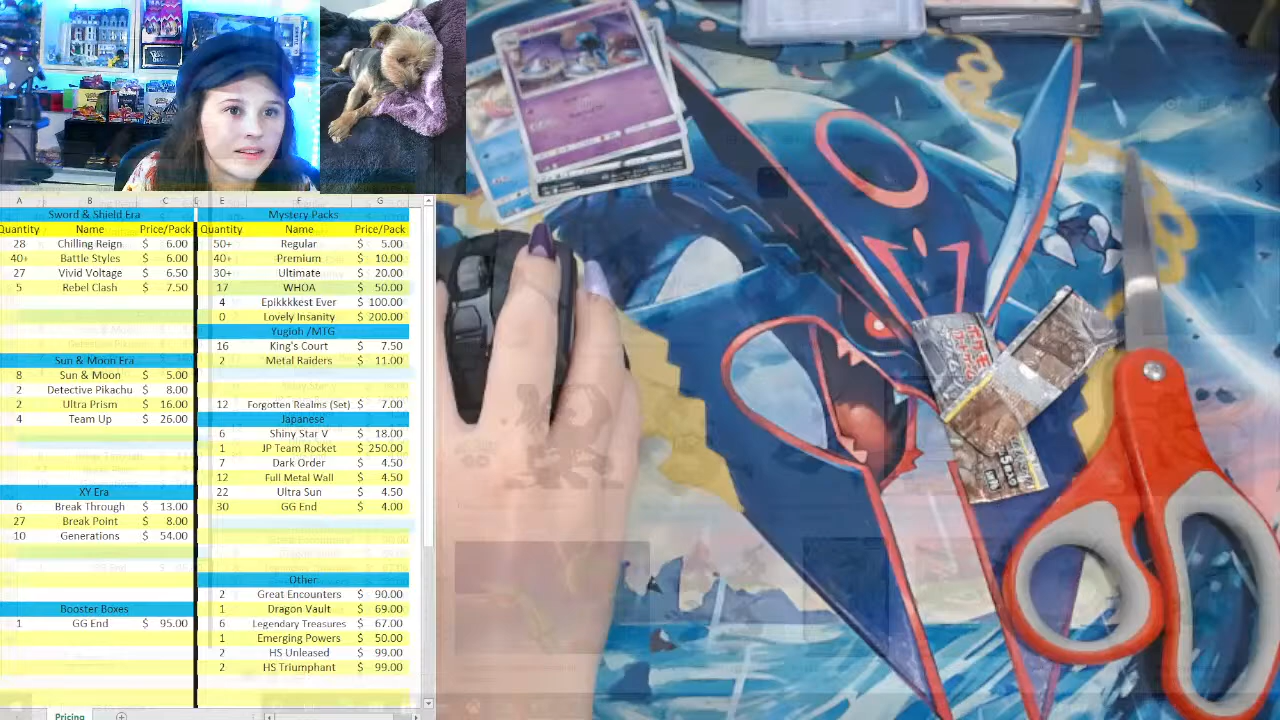 A B C E F G
Sword & Shield Era Mystery Packs
Quantity Name Price/Pack Quantity Name Price/Pack
28 Chilling Reign $ 6.00 50+ Regular $ 5.00
40+ Battle Styles $ 6.00 40+ Premium $ 10.00
27 Vivid Voltage $ 6.50 30+ Ultimate $ 20.00
5 Rebel Clash $ 7.50 17 WHOA $ 50.00
4 Epikkkkest Ever $ 100.00
0 Lovely Insanity $ 200.00
Yugioh /MTG
16 King's Court $ 7.50
Sun & Moon Era 2 Metal Raiders $ 11.00
8 Sun & Moon $ 5.00
2 Detective Pikachu $ 8.00
2 Ultra Prism $ 16.00 12 Forgotten Realms (Set) $ 7.00
4 Team Up $ 26.00 Japanese
6 Shiny Star V $ 18.00
1 JP Team Rocket $ 250.00
7 Dark Order $ 4.50
12 Full Metal Wall $ 4.50
XY Era 22 Ultra Sun $ 4.50
6 Break Through $ 13.00 30 GG End $ 4.00
27 Break Point $ 8.00
10 Generations $ 54.00
Other
2 Great Encounters $ 90.00
Booster Boxes 1 Dragon Vault $ 69.00
1 GG End $ 95.00 6 Legendary Treasures $ 67.00
1 Emerging Powers $ 50.00
2 HS Unleased $ 99.00
2 HS Triumphant $ 99.00
Pricing